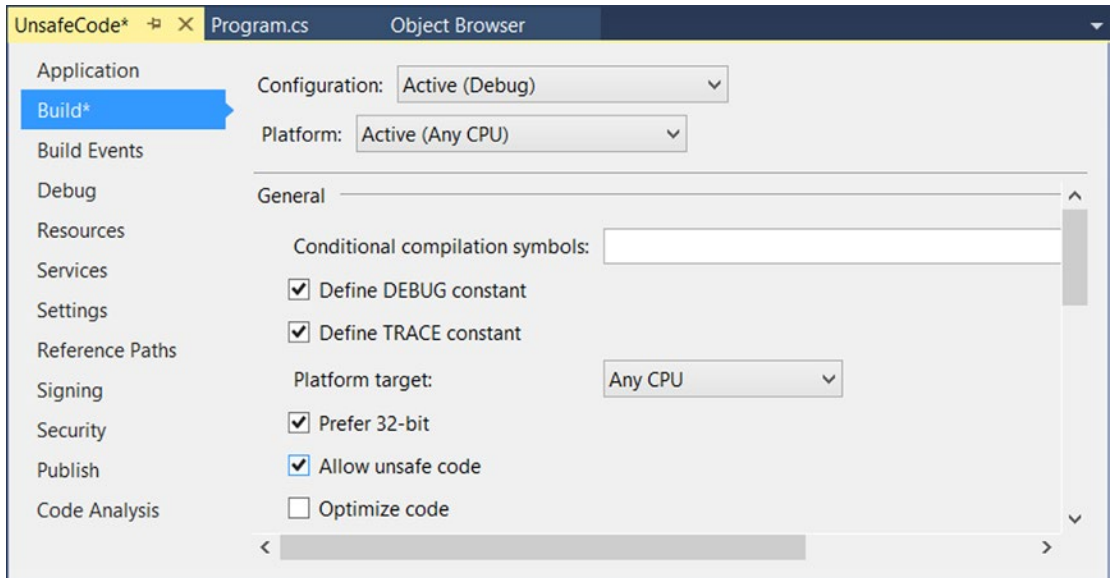 UnsafeCode* Program.cs Object Browser
Application
Build*
Build Events
Debug
Resources
Services
Settings
Reference Paths
Signing
Security
Publish
Code Analysis
Configuration: Active (Debug)
Platform: Active (Any CPU)
General
Conditional compilation symbols:
Define DEBUG constant
Define TRACE constant
Platform target: Any CPU
Prefer 32-bit
Allow unsafe code
Optimize code